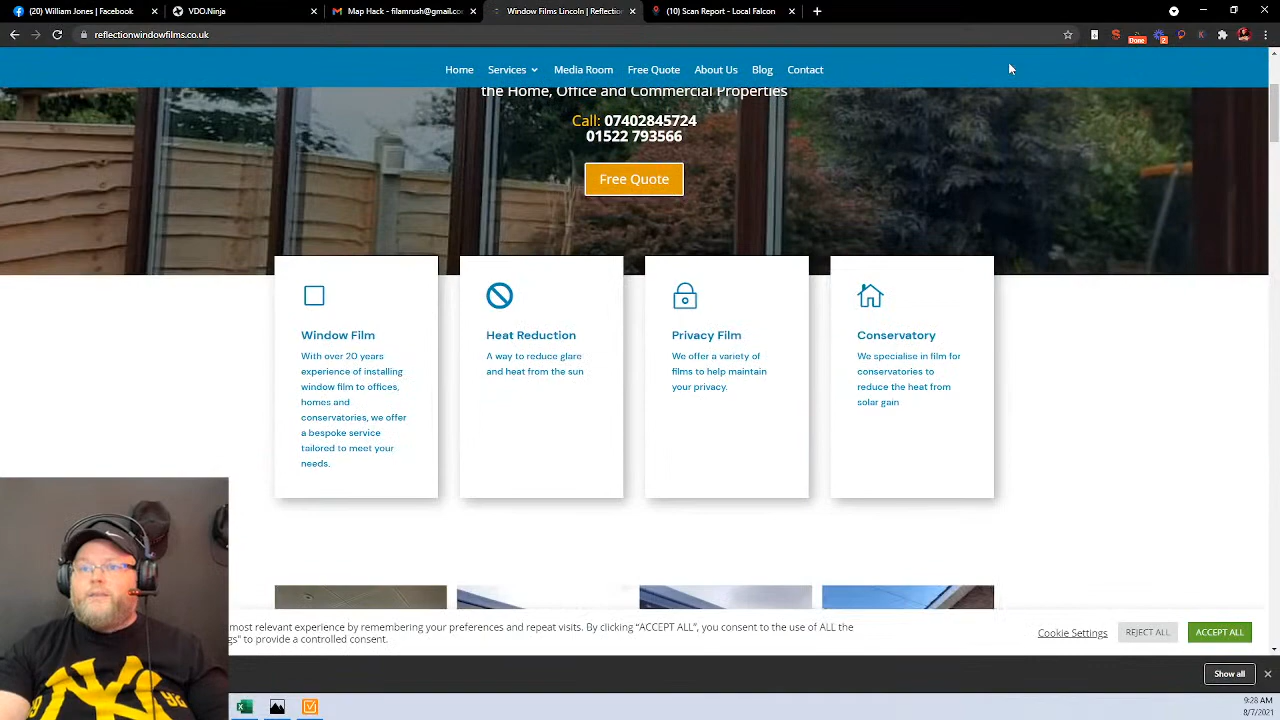 (20) William Jones | Facebook
VDO.Ninja
Map Hack - filamrush@gmail.co
Window Films Lincoln | Reflectio
(10) Scan Report - Local Falcon
reflectionwindowfilms.co.uk
Done
2
Home Services Media Room Free Quote About Us Blog Contact
the Home, Office and Commercial Properties
Call: 07402845724
01522 793566
Free Quote
Window Film
With over 20 years
experience of installing
window film to offices,
homes and
conservatories, we offer
a bespoke service
tailored to meet your
needs.
Heat Reduction
A way to reduce glare
and heat from the sun
Privacy Film
We offer a variety of
films to help maintain
your privacy.
Conservatory
We specialise in film for
conservatories to
reduce the heat from
solar gain
most relevant experience by remembering your preferences and repeat visits. By clicking "ACCEPT ALL", you consent to the use of ALL the
gs" to provide a controlled consent.
Cookie Settings
REJECT ALL
ACCEPT ALL
Show all
9:28 AM
8/7/2021